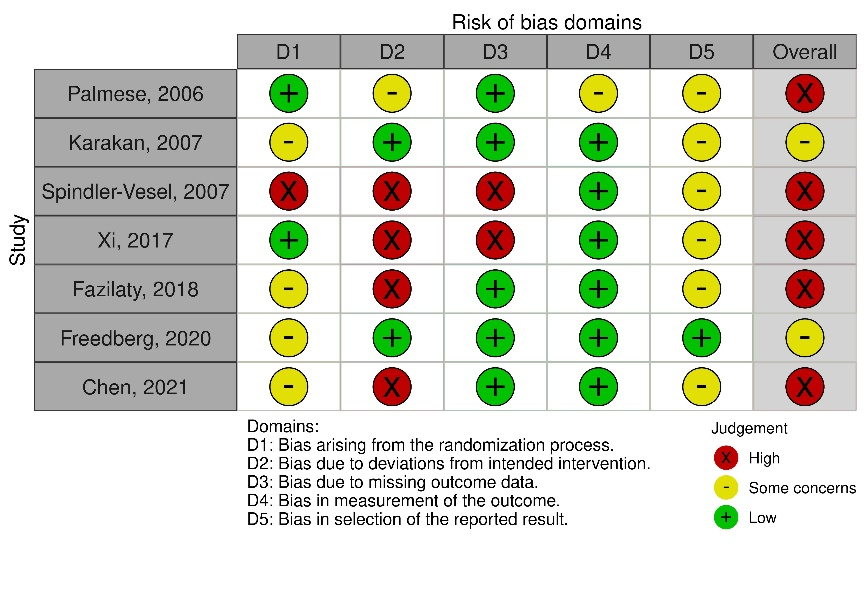 Risk of bias domains
D1 D2 D3 D4 D5 Overall
Study
Palmese, 2006 + - + - - X
Karakan, 2007 - + + + - -
Spindler-Vesel, 2007 X X X + - X
Xi, 2017 + X X + - X
Fazilaty, 2018 - X + + - X
Freedberg, 2020 - + + + + -
Chen, 2021 - X + + - X
Domains:
D1: Bias arising from the randomization process.
D2: Bias due to deviations from intended intervention.
D3: Bias due to missing outcome data.
D4: Bias in measurement of the outcome.
D5: Bias in selection of the reported result.
Judgement
X High
- Some concerns
+ Low